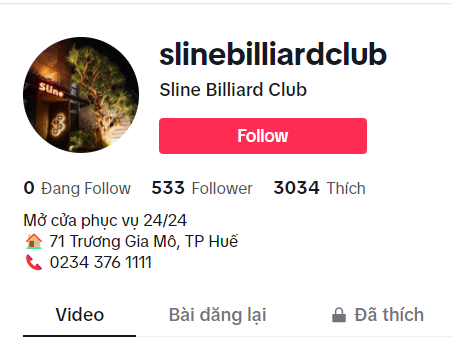 slinebilliardclub
Sline Billiard Club
Sline
Follow
0 Đang Follow 533 Follower 3034 Thích
Mở cửa phục vụ 24/24
71 Trương Gia Mô, TP Huế
0234 376 1111
Video Bài đăng lại Đã thích